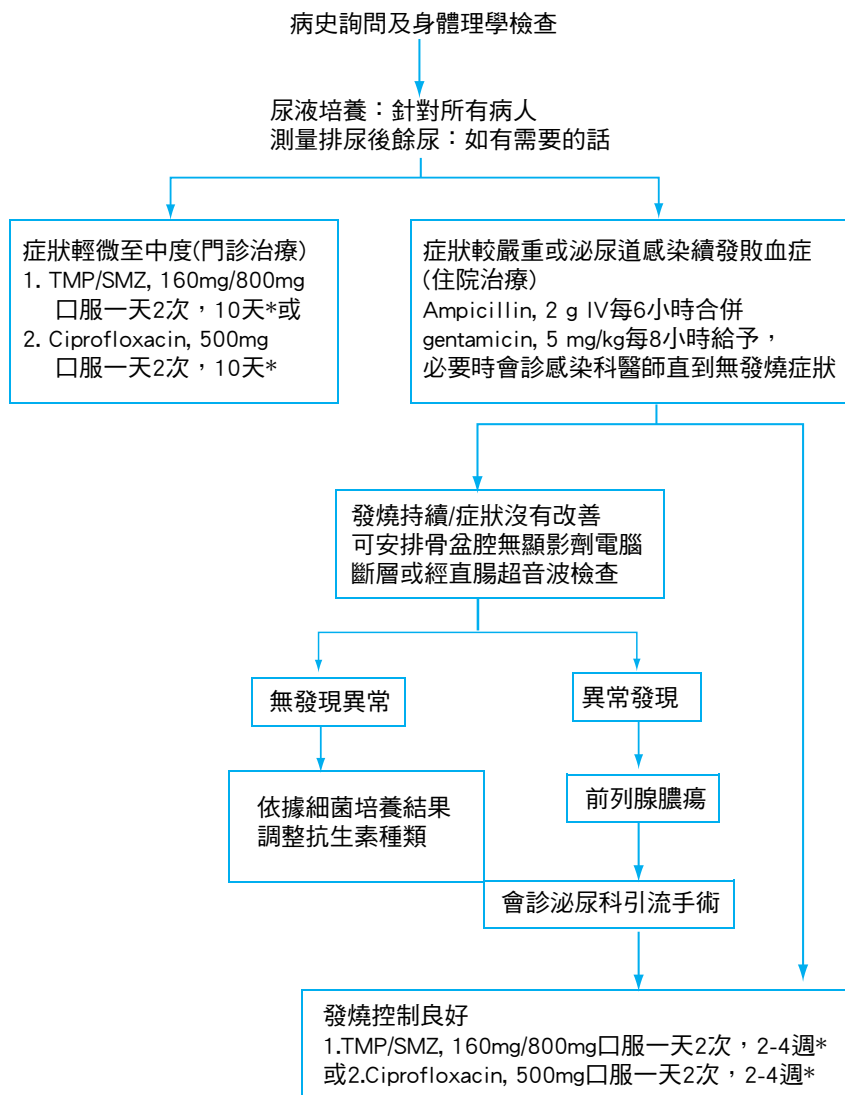 病史詢問及身體理學檢查
尿液培養：針對所有病人
測量排尿後餘尿：如有需要的話
症狀輕微至中度(門診治療)
1. TMP/SMZ, 160mg/800mg
口服一天2次，10天*或
2. Ciprofloxacin, 500mg
口服一天2次，10天*
症狀較嚴重或泌尿道感染續發敗血症
(住院治療)
Ampicillin, 2 g IV每6小時合併
gentamicin, 5 mg/kg每8小時給予，
必要時會診感染科醫師直到無發燒症狀
發燒持續/症狀沒有改善
可安排骨盆腔無顯影劑電腦
斷層或經直腸超音波檢查
無發現異常
異常發現
依據細菌培養結果
調整抗生素種類
前列腺膿瘍
會診泌尿科引流手術
發燒控制良好
1.TMP/SMZ, 160mg/800mg口服一天2次，2-4週*
或2.Ciprofloxacin, 500mg口服一天2次，2-4週*